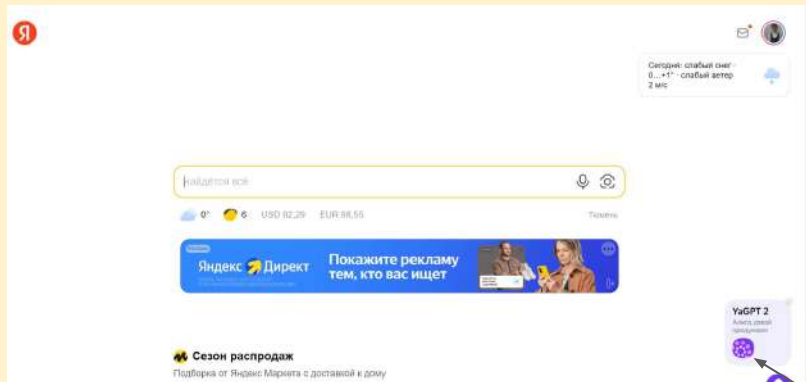 Я
Сегодня: слабый снег ·
0...+1° · слабый ветер
2 м/с
найдётся всё
0° 6 USD 82,29 EUR 88,55 Тюмень
Яндекс Директ
Покажите рекламу
тем, кто вас ищет
YaGPT 2
Сезон распродаж
Подборка от Яндекс Маркета с доставкой к дому